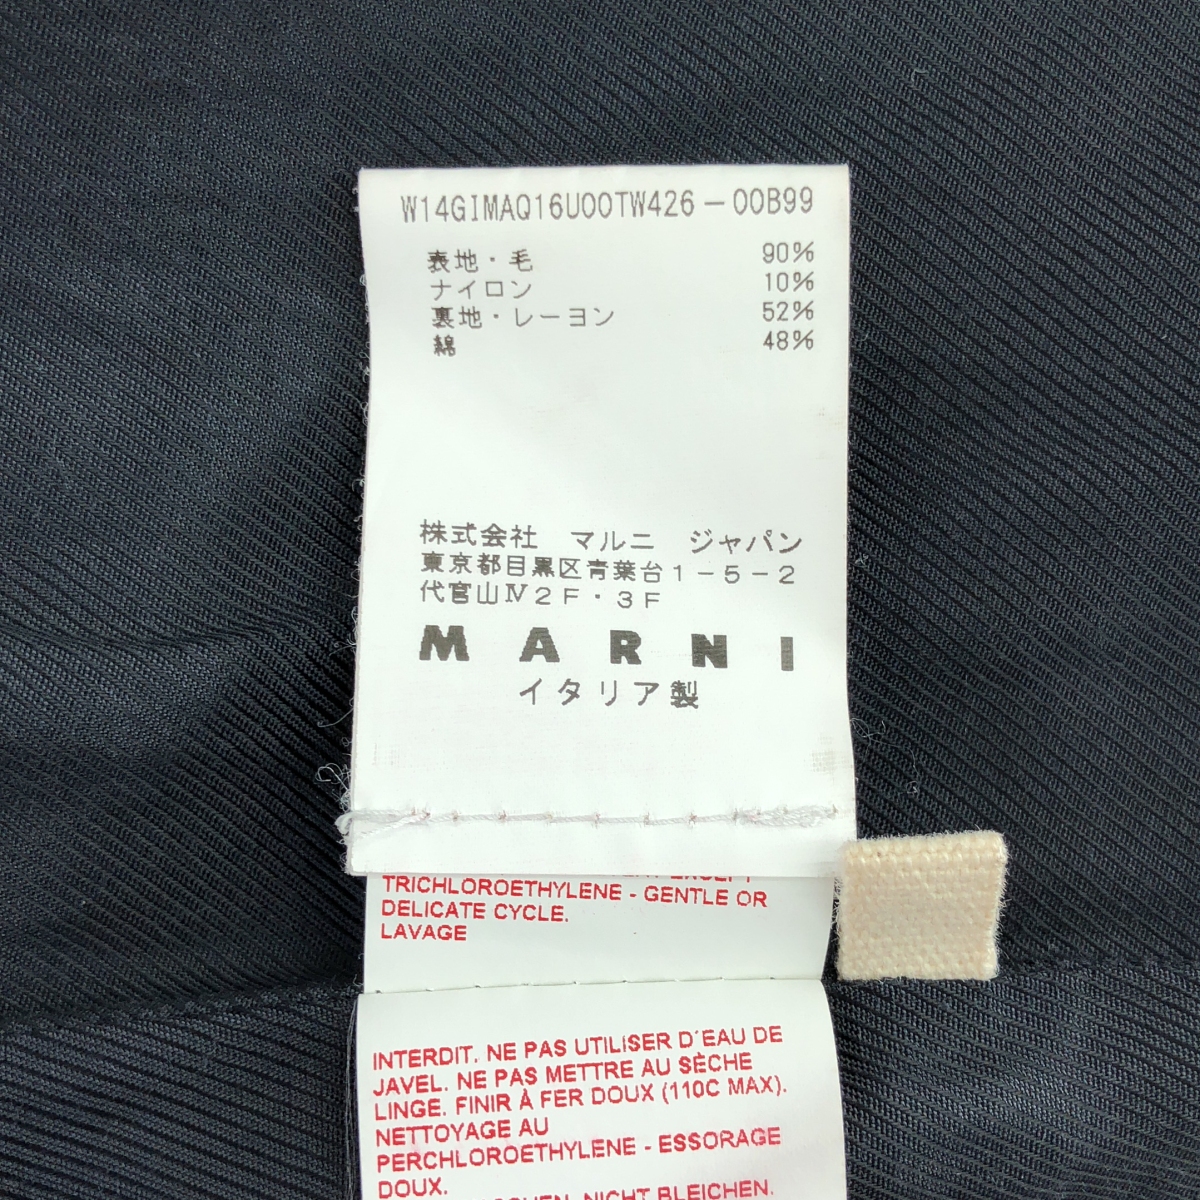 W14GIMAQ16U00TW426-00B99
表地・毛 90%
ナイロン 10%
裏地・レーヨン 52%
綿 48%
株式会社 マルニ ジャパン
東京都目黒区青葉台1-5-2
代官山Ⅳ2F・3F
MARNI
イタリア製
EXCEPT
TRICHLOROETHYLENE - GENTLE OR
DELICATE CYCLE.
LAVAGE
INTERDIT. NE PAS UTILISER D'EAU DE
JAVEL. NE PAS METTRE AU SÈCHE
LINGE. FINIR À FER DOUX (110C MAX).
NETTOYAGE AU
PERCHLOROETHYLENE - ESSORAGE
DOUX.
NICHT BLEICHEN.